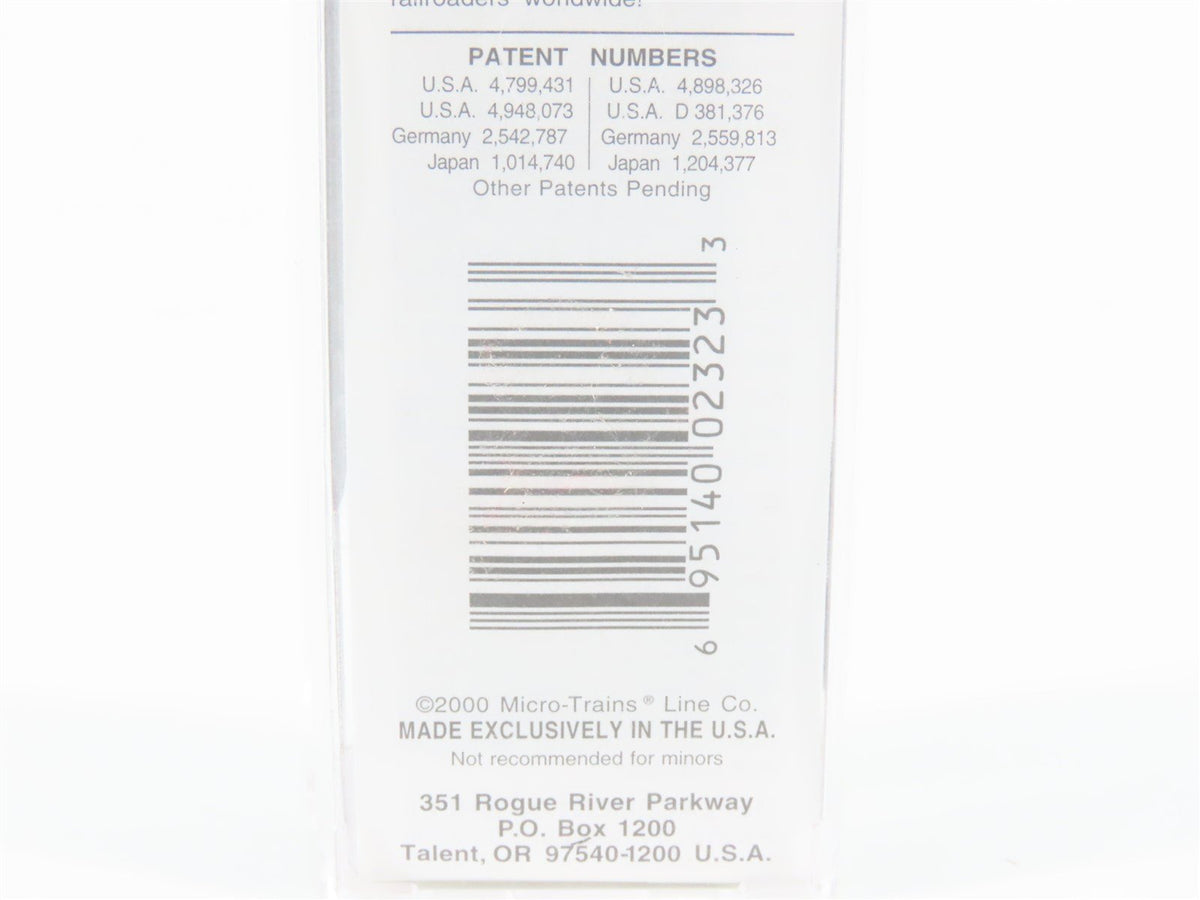 railroaders worldwide!
PATENT NUMBERS
U.S.A. 4,799,431 | U.S.A. 4,898,326
U.S.A. 4,948,073 | U.S.A. D 381,376
Germany 2,542,787 | Germany 2,559,813
Japan 1,014,740 | Japan 1,204,377
Other Patents Pending
6 95140 02323 3
©2000 Micro-Trains® Line Co.
MADE EXCLUSIVELY IN THE U.S.A.
Not recommended for minors
351 Rogue River Parkway
P.O. Box 1200
Talent, OR 97540-1200 U.S.A.